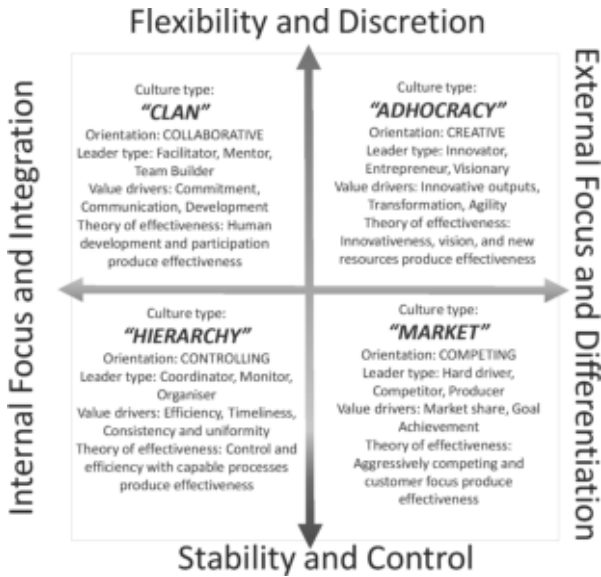 Flexibility and Discretion
Internal Focus and Integration
Culture type:
"CLAN"
Orientation: COLLABORATIVE
Leader type: Facilitator, Mentor,
Team Builder
Value drivers: Commitment,
Communication, Development
Theory of effectiveness: Human
development and participation
produce effectiveness
Culture type:
"ADHOCRACY"
Orientation: CREATIVE
Leader type: Innovator,
Entrepreneur, Visionary
Value drivers: Innovative outputs,
Transformation, Agility
Theory of effectiveness:
Innovativeness, vision, and new
resources produce effectiveness
External Focus and Differentiation
Culture type:
"HIERARCHY"
Orientation: CONTROLLING
Leader type: Coordinator, Monitor,
Organiser
Value drivers: Efficiency, Timeliness,
Consistency and uniformity
Theory of effectiveness: Control and
efficiency with capable processes
produce effectiveness
Culture type:
"MARKET"
Orientation: COMPETING
Leader type: Hard driver,
Competitor, Producer
Value drivers: Market share, Goal
Achievement
Theory of effectiveness:
Aggressively competing and
customer focus produce
effectiveness
Stability and Control